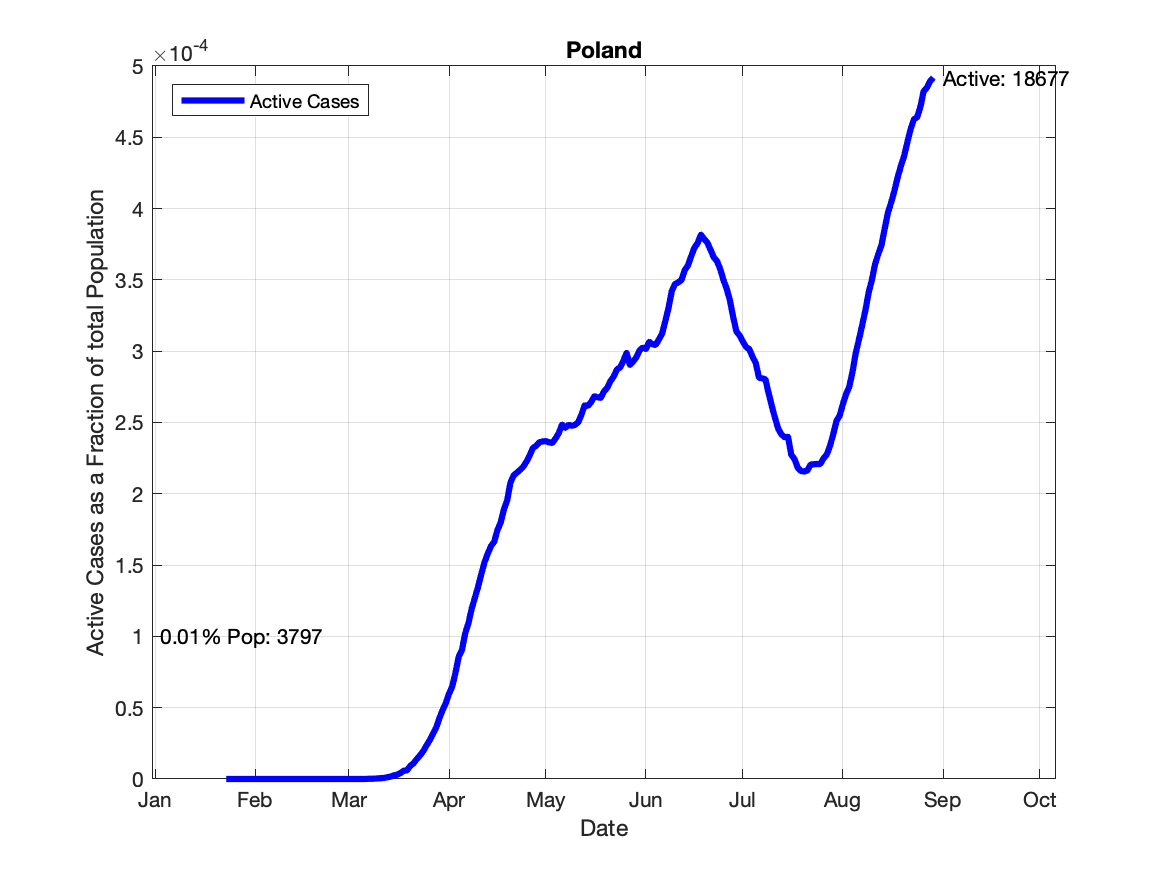 Poland
×10-4
5
4.5
4
3.5
3
2.5
2
1.5
1
0.5
0
Active Cases
Active: 18677
0.01% Pop: 3797
Active Cases as a Fraction of total Population
Jan Feb Mar Apr May Jun Jul Aug Sep Oct
Date